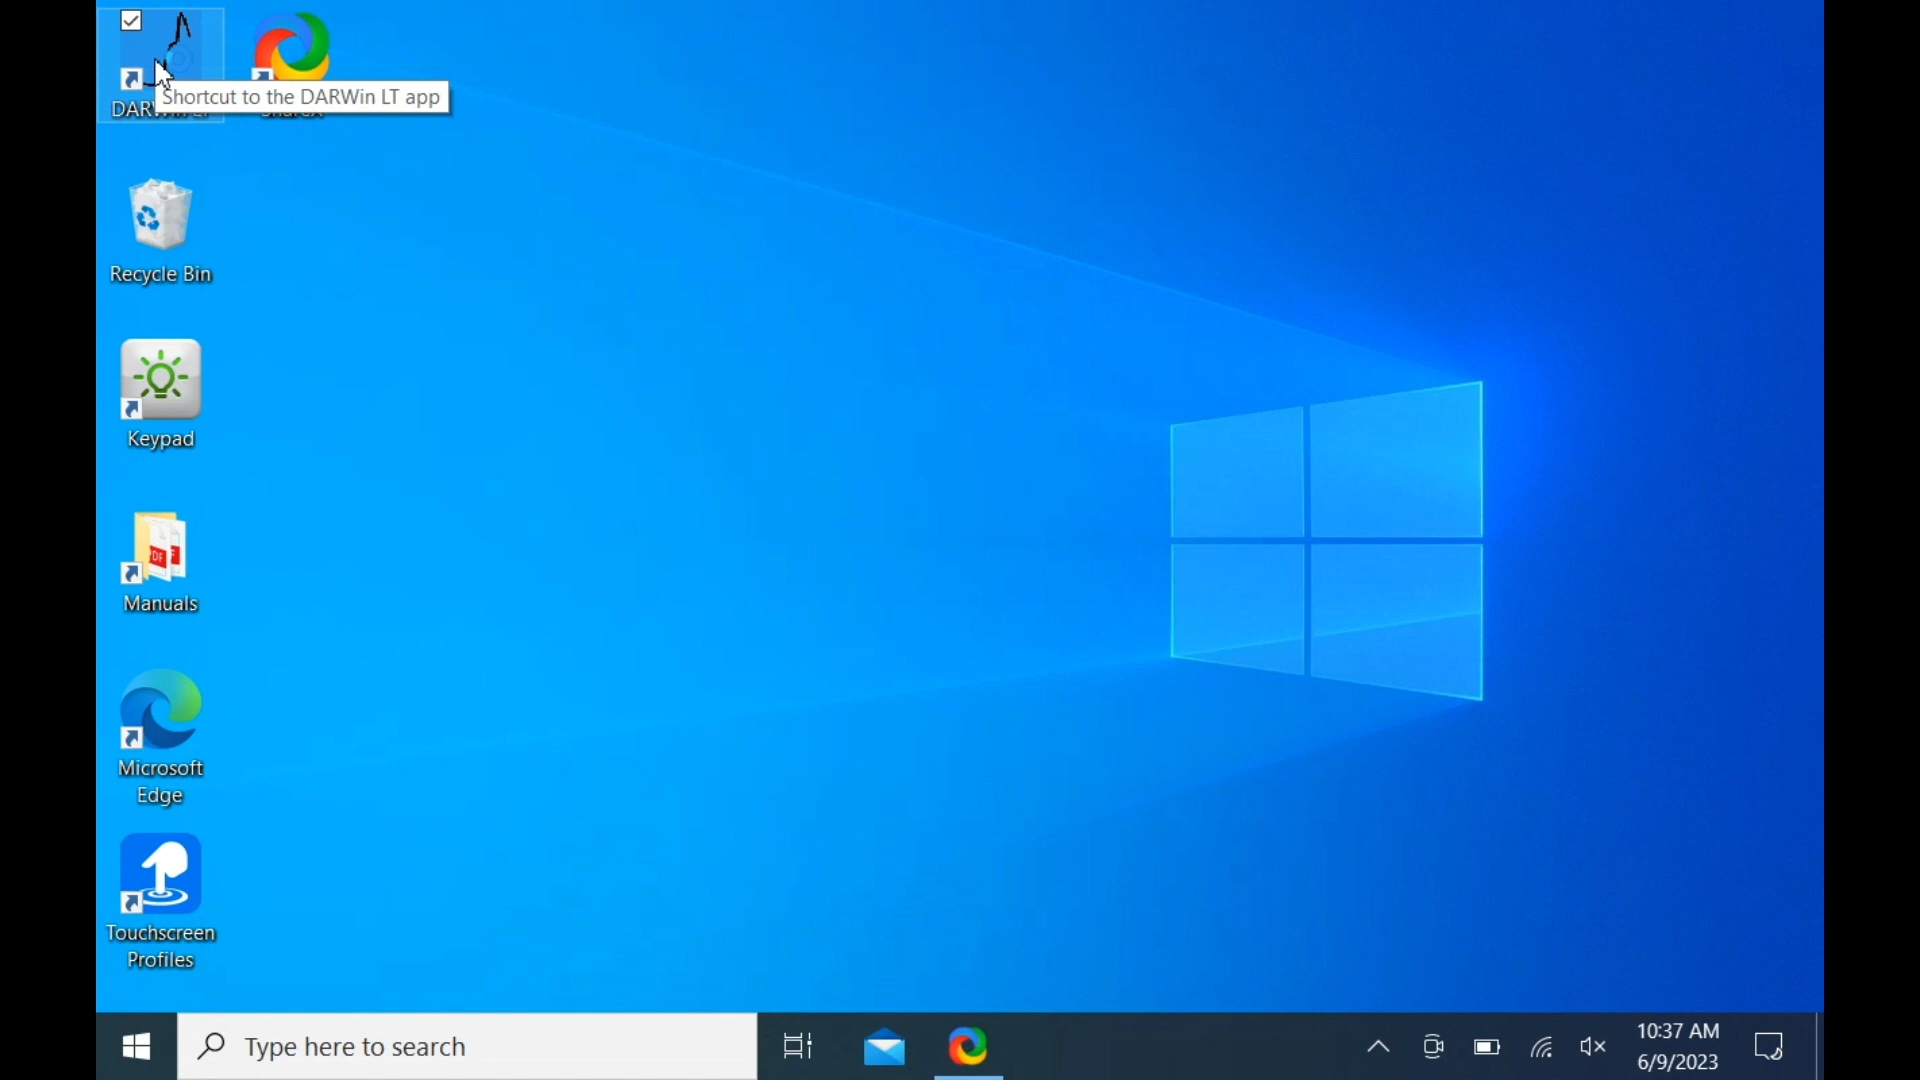 Shortcut to the DARWin LT app
Recycle Bin
Keypad
PDF
Manuals
Microsoft
Edge
Touchscreen
Profiles
Type here to search
10:37 AM
6/9/2023